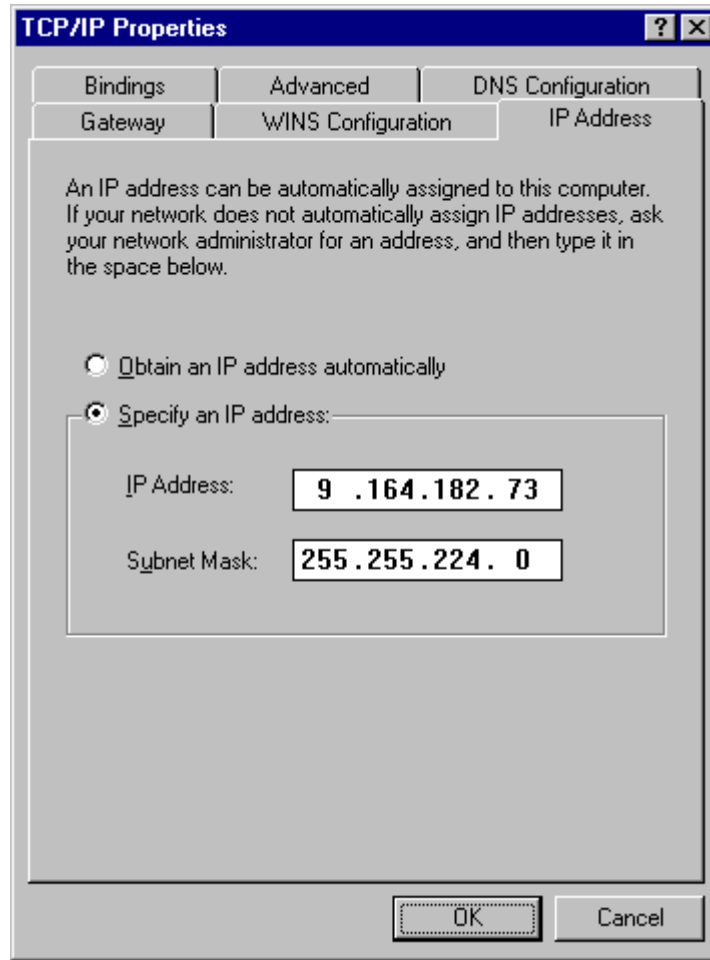 TCP/IP Properties
Bindings Advanced DNS Configuration
Gateway WINS Configuration IP Address
An IP address can be automatically assigned to this computer.
If your network does not automatically assign IP addresses, ask
your network administrator for an address, and then type it in
the space below.
Obtain an IP address automatically
Specify an IP address:
IP Address: 9 .164.182. 73
Subnet Mask: 255.255.224. 0
OK Cancel